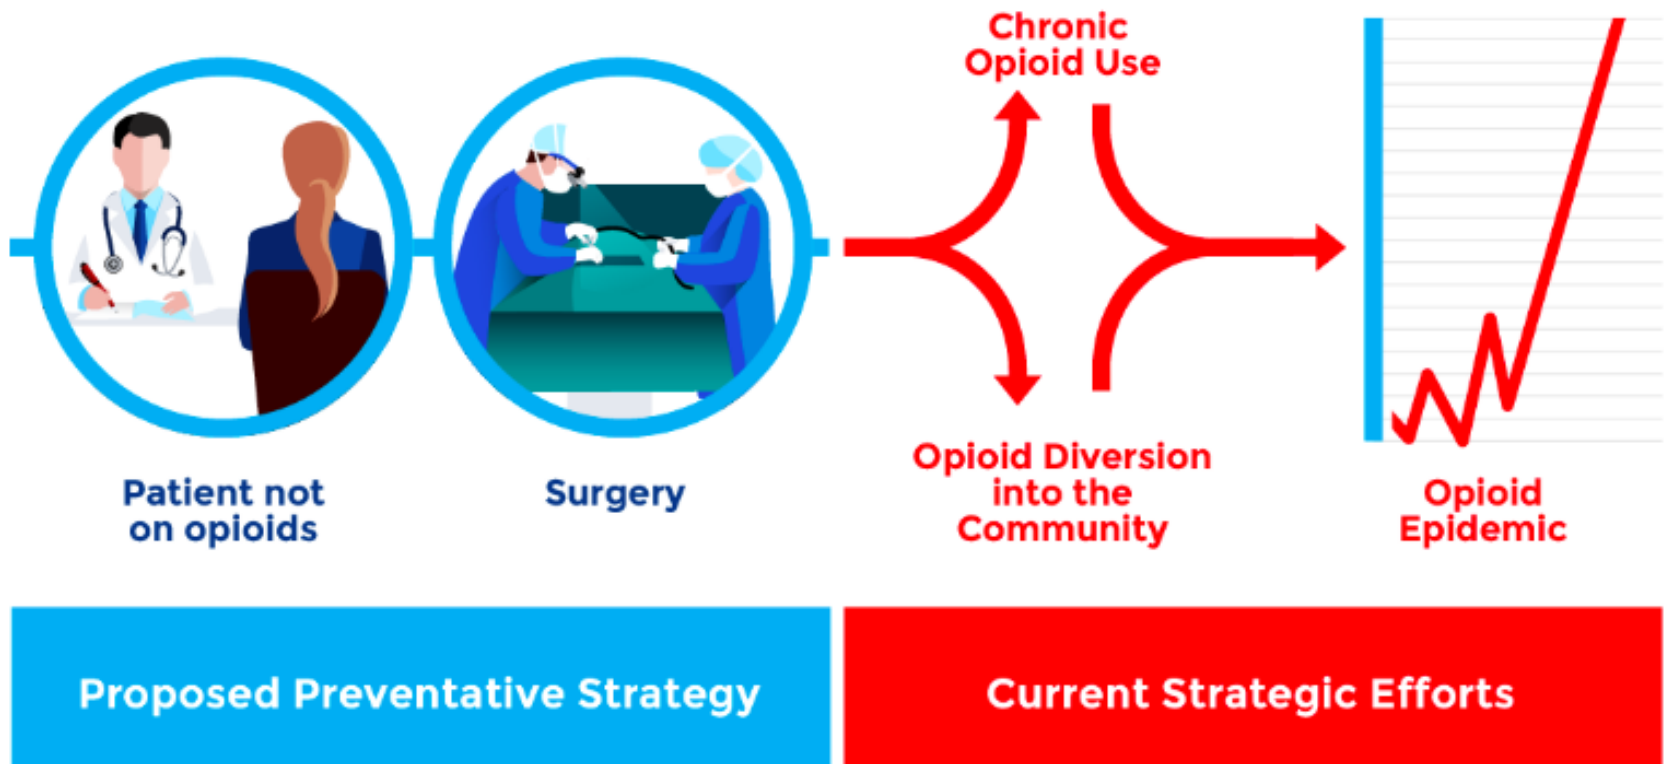 Chronic
Opioid Use
Patient not
on opioids
Surgery
Opioid Diversion
into the
Community
Opioid
Epidemic
Proposed Preventative Strategy
Current Strategic Efforts